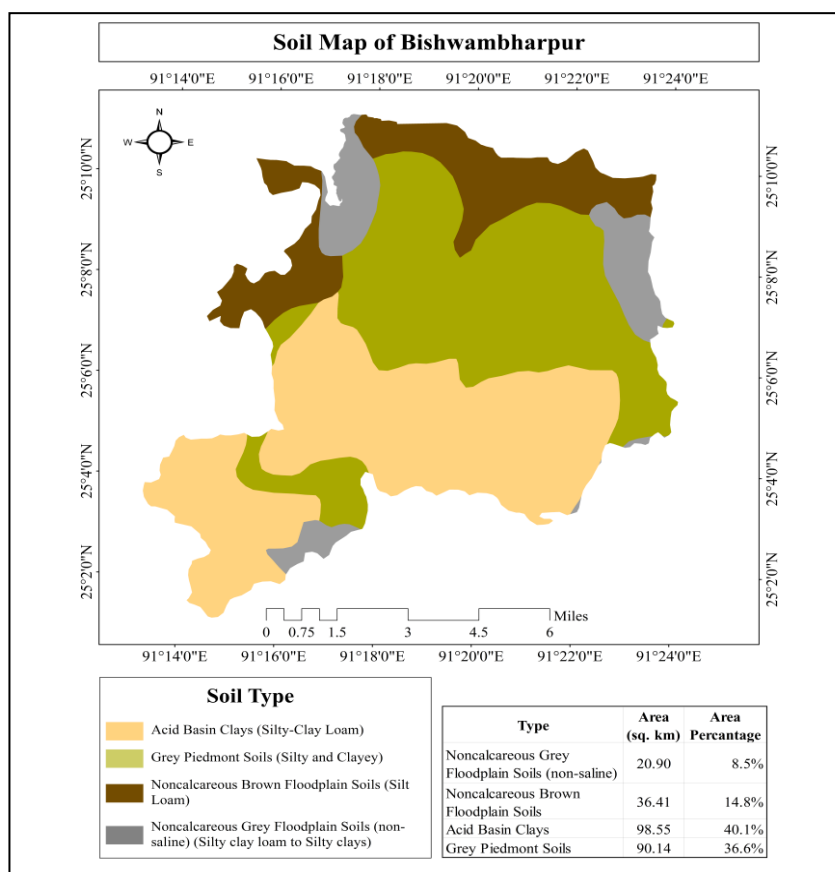 Soil Map of Bishwambharpur
91°14'0"E 91°16'0"E 91°18'0"E 91°20'0"E 91°22'0"E 91°24'0"E
N
W E
S
25°10'0"N 25°10'0"N
25°8'0"N 25°8'0"N
25°6'0"N 25°6'0"N
25°4'0"N 25°4'0"N
25°2'0"N 25°2'0"N
Miles
0 0.75 1.5 3 4.5 6
91°14'0"E 91°16'0"E 91°18'0"E 91°20'0"E 91°22'0"E 91°24'0"E
Soil Type
Acid Basin Clays (Silty-Clay Loam)
Grey Piedmont Soils (Silty and Clayey)
Noncalcareous Brown Floodplain Soils (Silt
Loam)
Noncalcareous Grey Floodplain Soils (non-
saline) (Silty clay loam to Silty clays)
Type Area (sq. km) Area Percantage
Noncalcareous Grey
Floodplain Soils (non-saline) 20.90 8.5%
Noncalcareous Brown
Floodplain Soils 36.41 14.8%
Acid Basin Clays 98.55 40.1%
Grey Piedmont Soils 90.14 36.6%